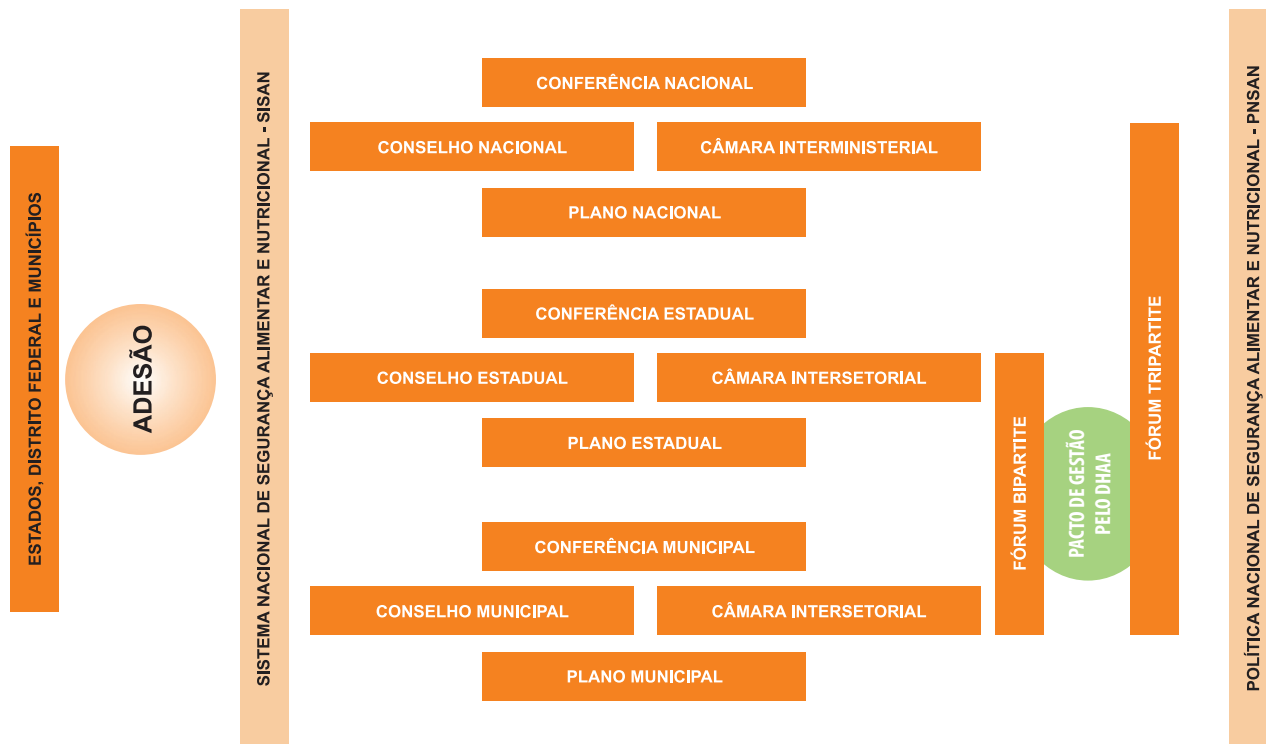 ESTADOS, DISTRITO FEDERAL E MUNICÍPIOS
ADESÃO
SISTEMA NACIONAL DE SEGURANÇA ALIMENTAR E NUTRICIONAL - SISAN
CONFERÊNCIA NACIONAL
CONSELHO NACIONAL
CÂMARA INTERMINISTERIAL
PLANO NACIONAL
CONFERÊNCIA ESTADUAL
CONSELHO ESTADUAL
CÂMARA INTERSETORIAL
PLANO ESTADUAL
CONFERÊNCIA MUNICIPAL
CONSELHO MUNICIPAL
CÂMARA INTERSETORIAL
PLANO MUNICIPAL
FÓRUM BIPARTITE
PACTO DE GESTÃO
PELO DHAA
FÓRUM TRIPARTITE
POLÍTICA NACIONAL DE SEGURANÇA ALIMENTAR E NUTRICIONAL - PNSAN